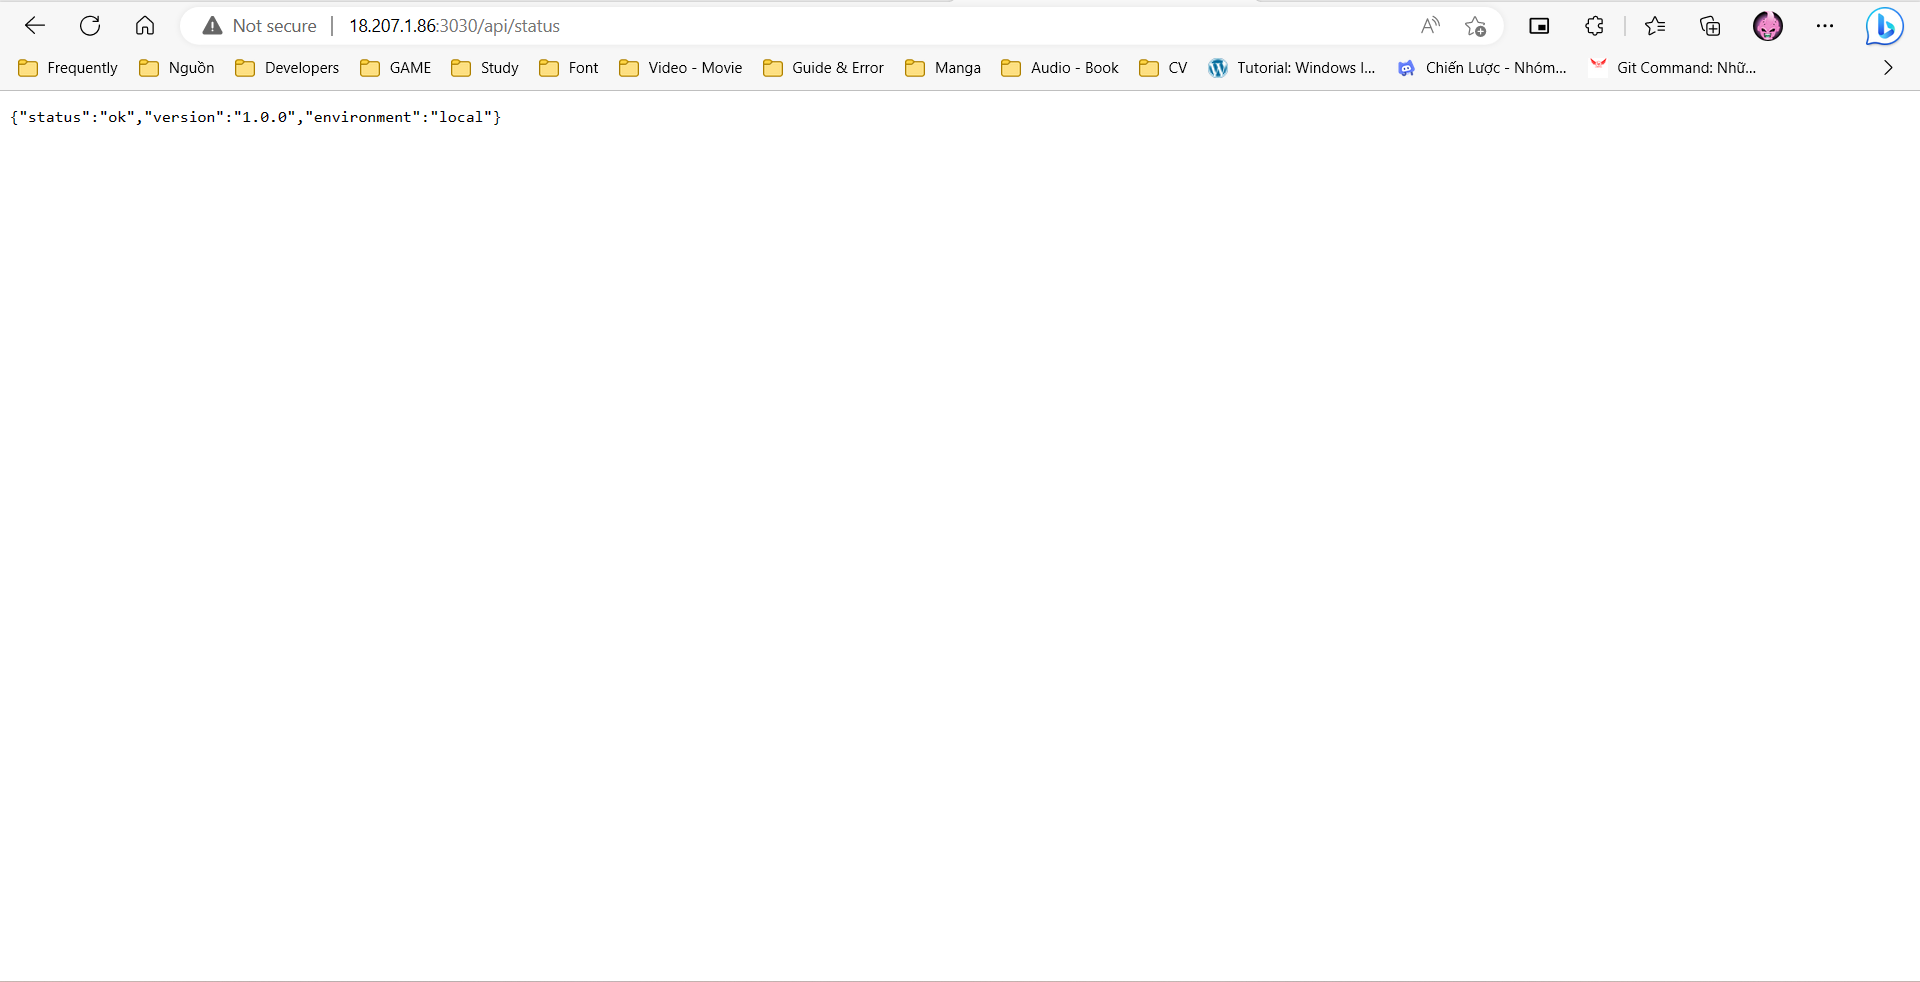 Not secure | 18.207.1.86:3030/api/status
Frequently Nguồn Developers GAME Study Font Video - Movie Guide & Error Manga Audio - Book CV Tutorial: Windows I... Chiến Lược - Nhóm... Git Command: Nhữ...
{"status":"ok","version":"1.0.0","environment":"local"}